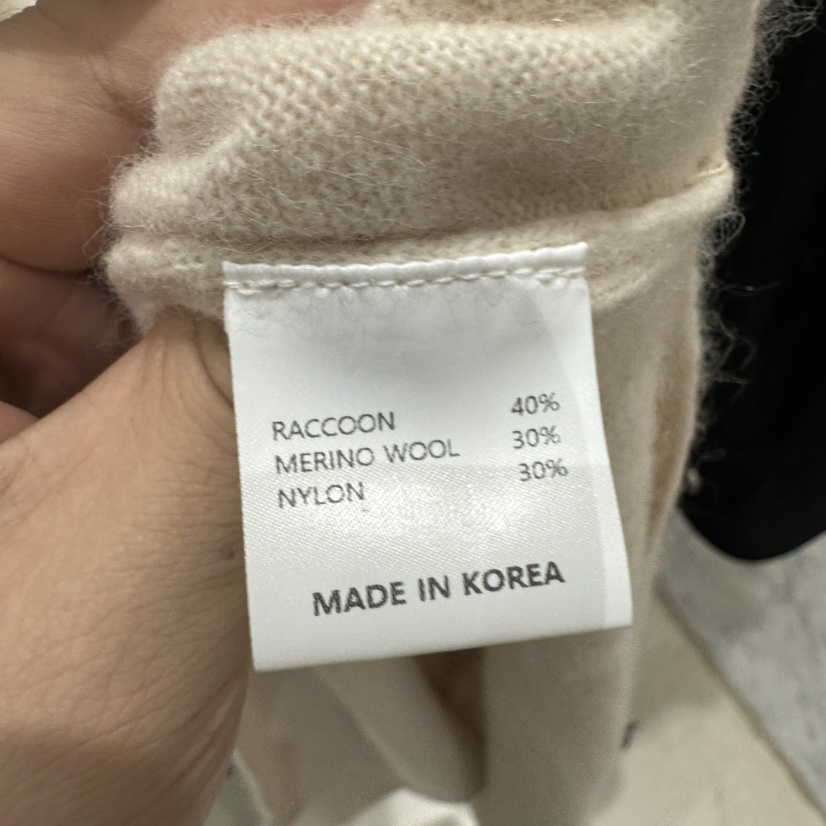 RACCOON 40%
MERINO WOOL 30%
NYLON 30%
MADE IN KOREA